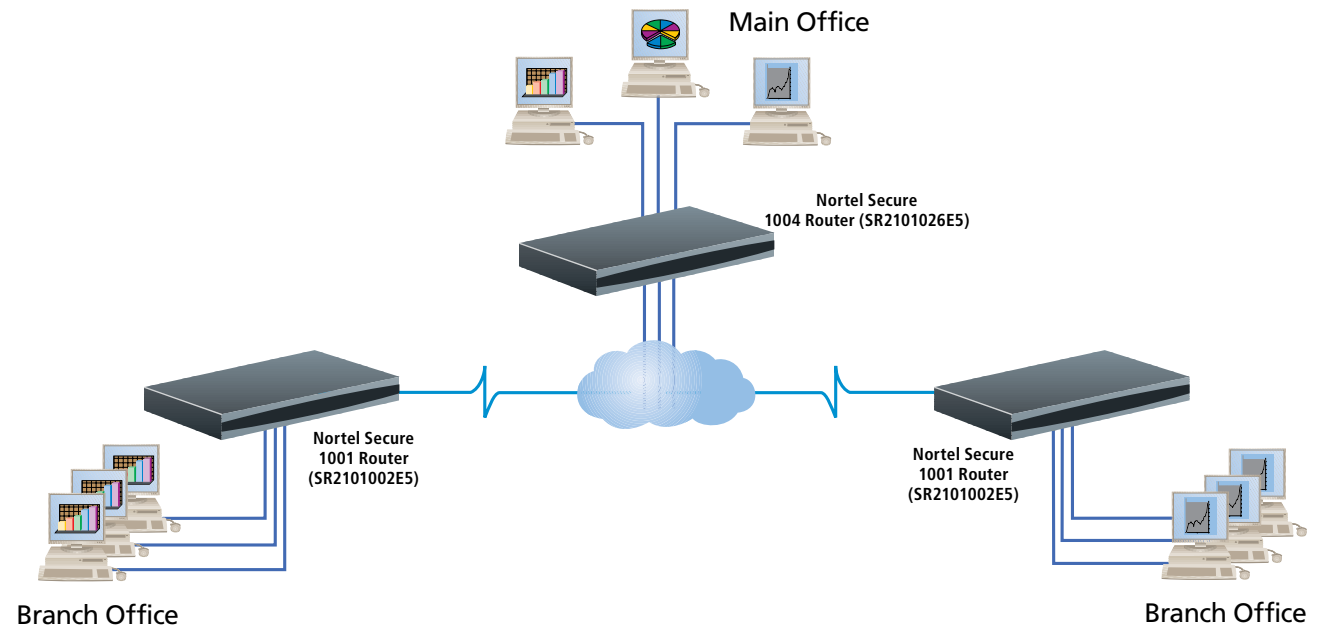 Main Office
Nortel Secure
1004 Router (SR2101026E5)
Nortel Secure
1001 Router
(SR2101002E5)
Nortel Secure
1001 Router
(SR2101002E5)
Branch Office
Branch Office